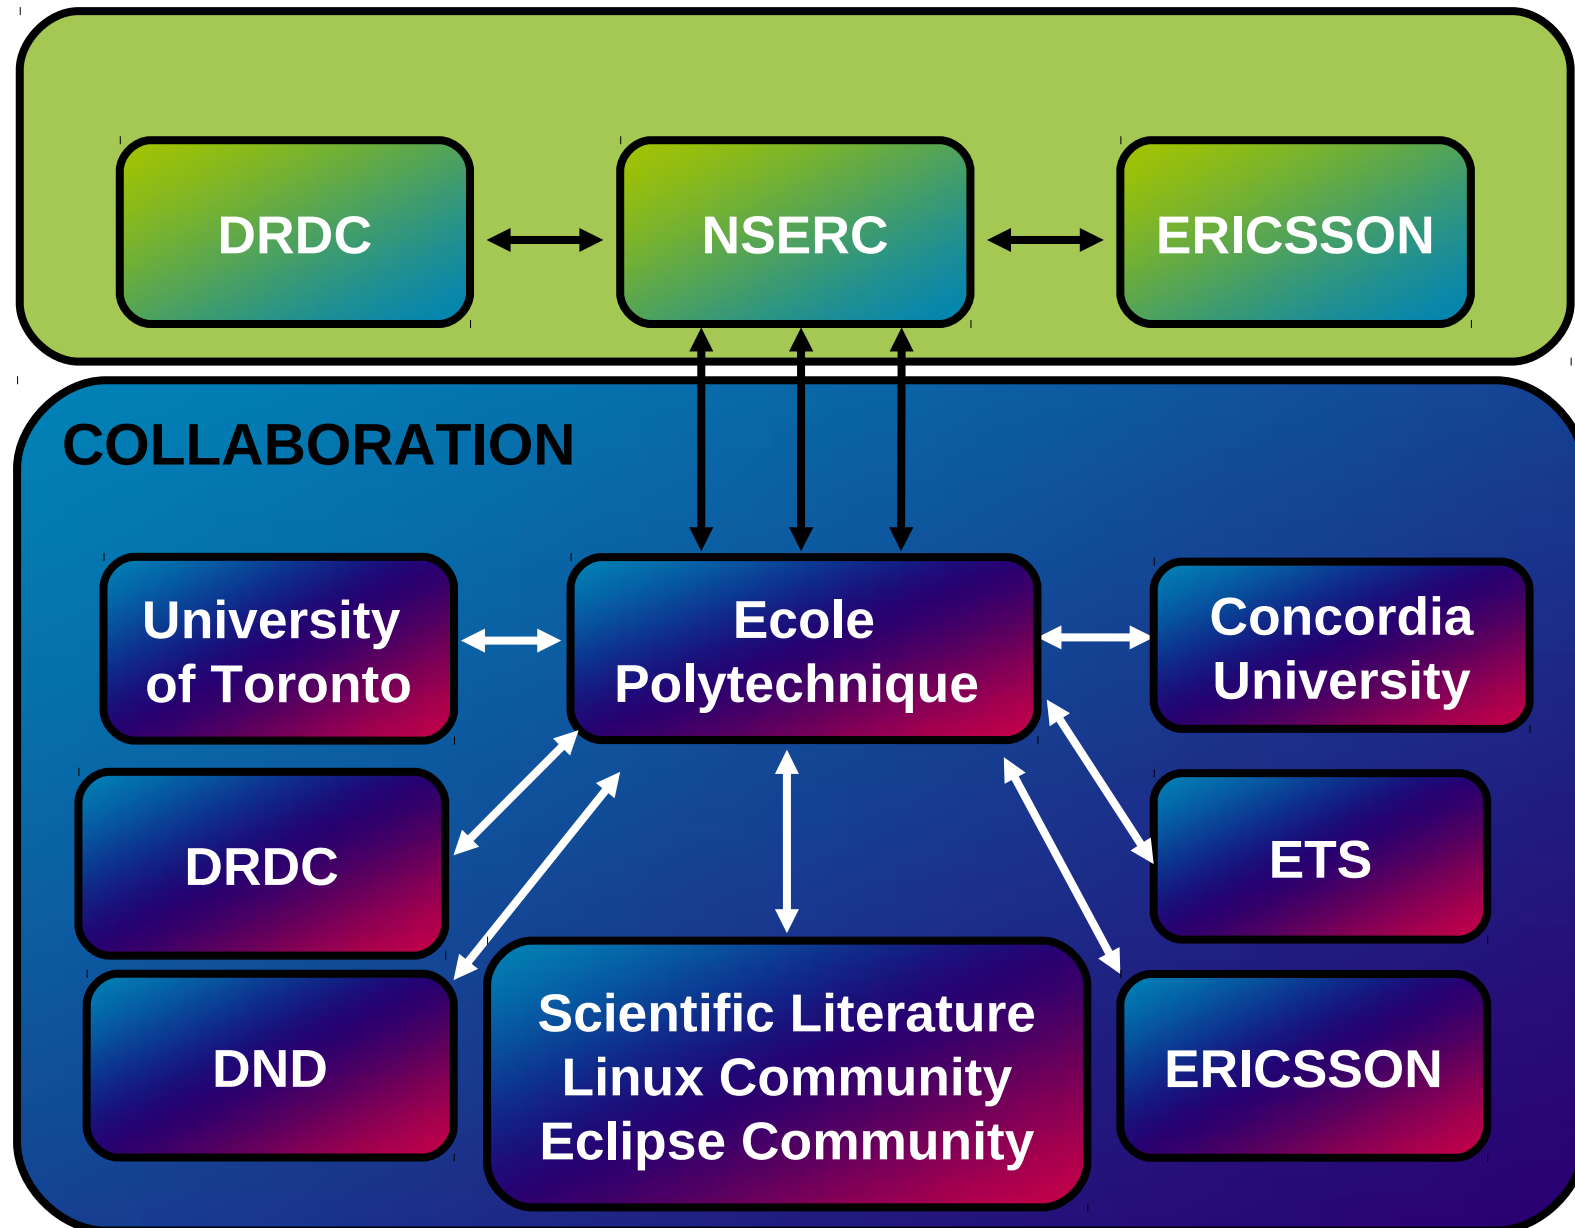 DRDC
NSERC
ERICSSON
COLLABORATION
University
of Toronto
Ecole
Polytechnique
Concordia
University
DRDC
ETS
DND
Scientific Literature
Linux Community
Eclipse Community
ERICSSON